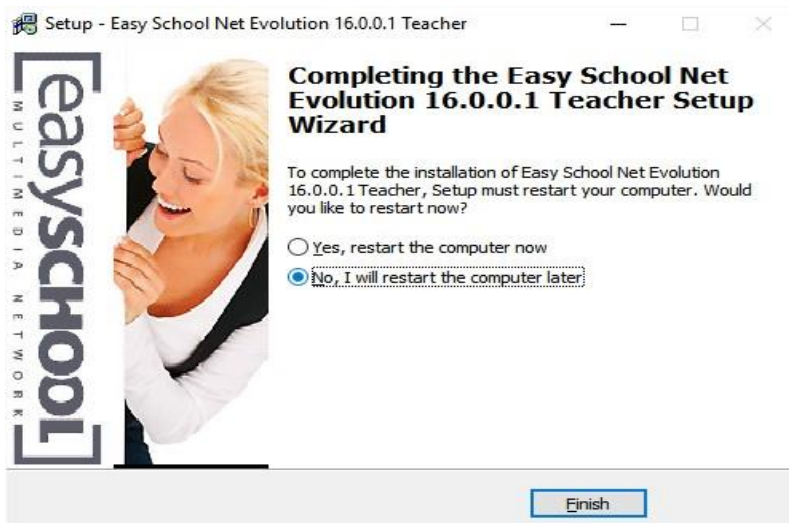 Setup - Easy School Net Evolution 16.0.0.1 Teacher
[easyschool]
MULTIMEDIA NETWORK
Completing the Easy School Net
Evolution 16.0.0.1 Teacher Setup
Wizard
To complete the installation of Easy School Net Evolution
16.0.0.1 Teacher, Setup must restart your computer. Would
you like to restart now?
Yes, restart the computer now
No, I will restart the computer later
Finish